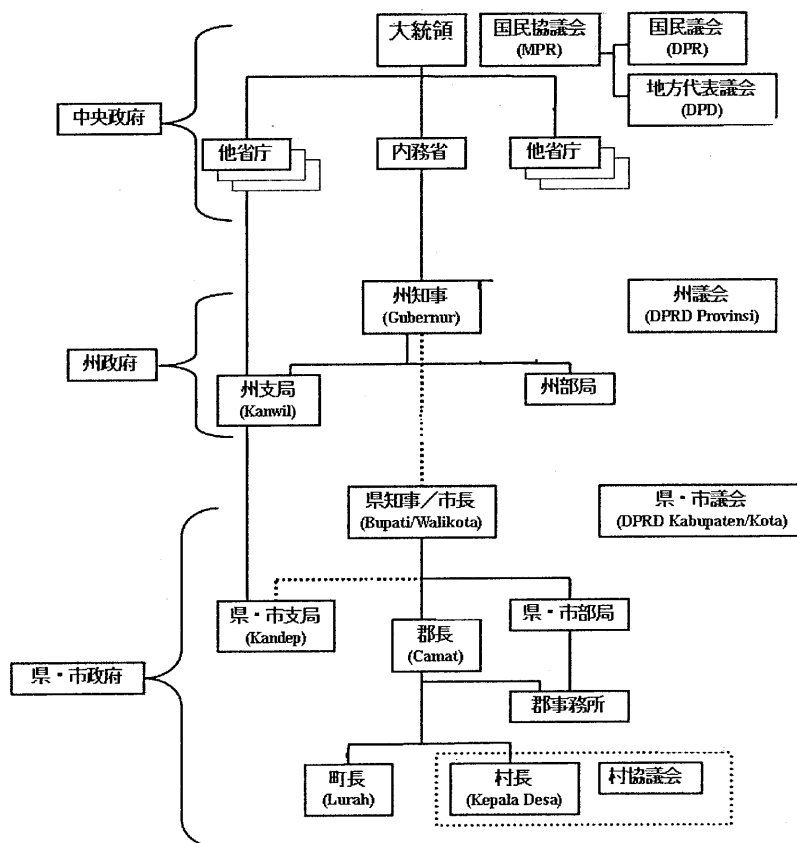 大統領
国民協議会
(MPR)
国民議会
(DPR)
地方代表議会
(DPD)
中央政府
他省庁
内務省
他省庁
州知事
(Gubernur)
州議会
(DPRD Provinsi)
州政府
州支局
(Kanwil)
州部局
県知事／市長
(Bupati/Walikota)
県・市議会
(DPRD Kabupaten/Kota)
県・市支局
(Kandep)
県・市部局
郡長
(Camat)
県・市政府
郡事務所
町長
(Lurah)
村長
(Kepala Desa)
村協議会